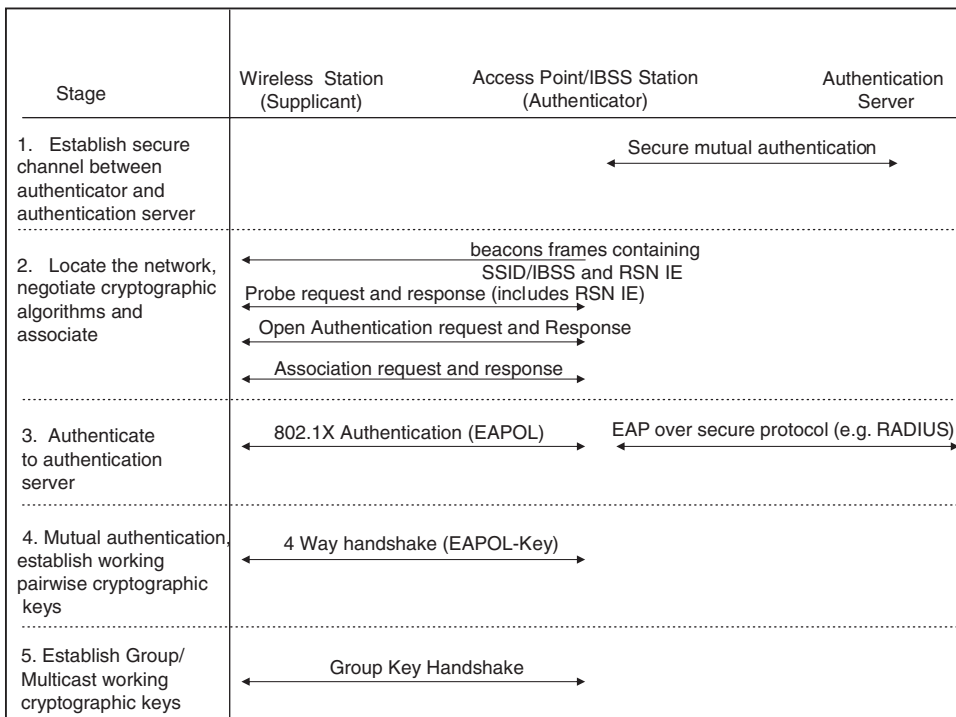 Stage
Wireless Station
(Supplicant)
Access Point/IBSS Station
(Authenticator)
Authentication
Server
1. Establish secure
channel between
authenticator and
authentication server
Secure mutual authentication
2. Locate the network,
negotiate cryptographic
algorithms and
associate
beacons frames containing
SSID/IBSS and RSN IE
Probe request and response (includes RSN IE)
Open Authentication request and Response
Association request and response
3. Authenticate
to authentication
server
802.1X Authentication (EAPOL)
EAP over secure protocol (e.g. RADIUS)
4. Mutual authentication,
establish working
pairwise cryptographic
keys
4 Way handshake (EAPOL-Key)
5. Establish Group/
Multicast working
cryptographic keys
Group Key Handshake